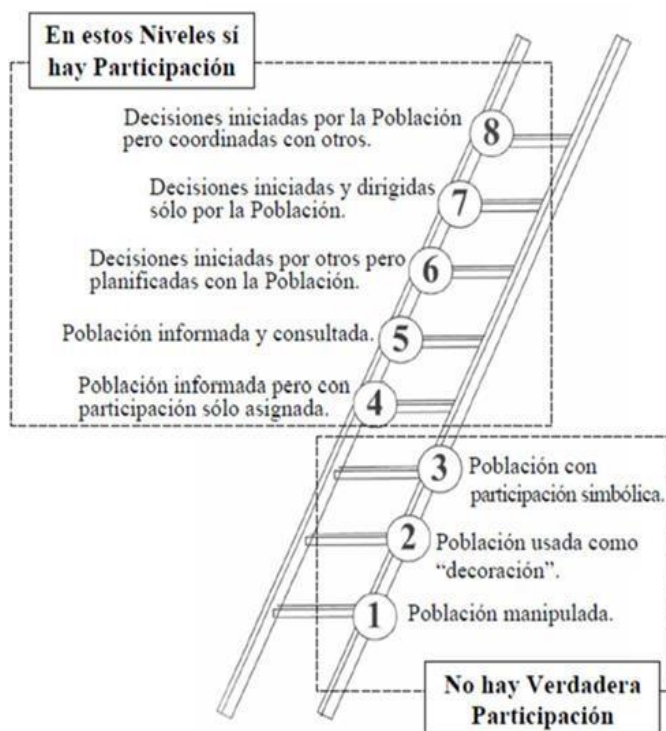 En estos Niveles sí
hay Participación
Decisiones iniciadas por la Población
pero coordinadas con otros.
8
Decisiones iniciadas y dirigidas
sólo por la Población.
7
Decisiones iniciadas por otros pero
planificadas con la Población.
6
Población informada y consultada.
5
Población informada pero con
participación sólo asignada.
4
3
Población con
participación simbólica.
2
Población usada como
“decoración”.
1
Población manipulada.
No hay Verdadera
Participación